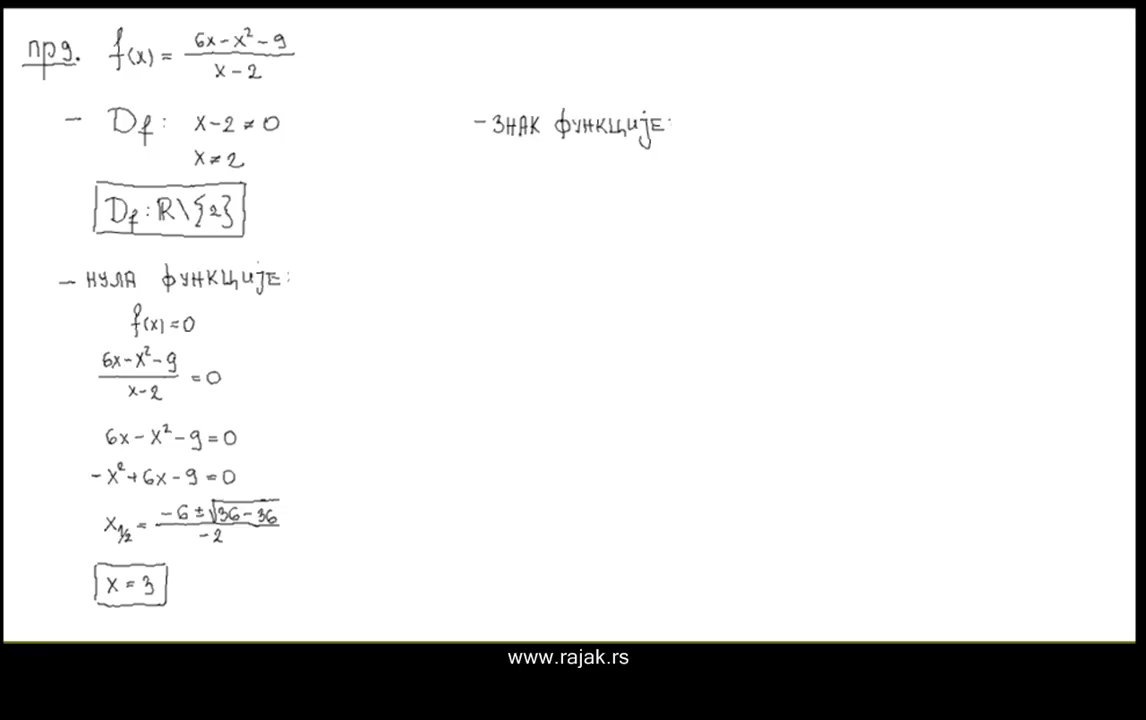 прд. f(x) = (6x - x² - 9)/(x - 2)
- Df: x - 2 ≠ 0
x ≠ 2
Df: R\{2}
- НУЛА ФУНКЦИЈЕ:
f(x) = 0
(6x - x² - 9)/(x - 2) = 0
6x - x² - 9 = 0
-x² + 6x - 9 = 0
x₁/₂ = (-6 ± √(36 - 36))/(-2)
x = 3
- ЗНАК ФУНКЦИЈЕ:
www.rajak.rs